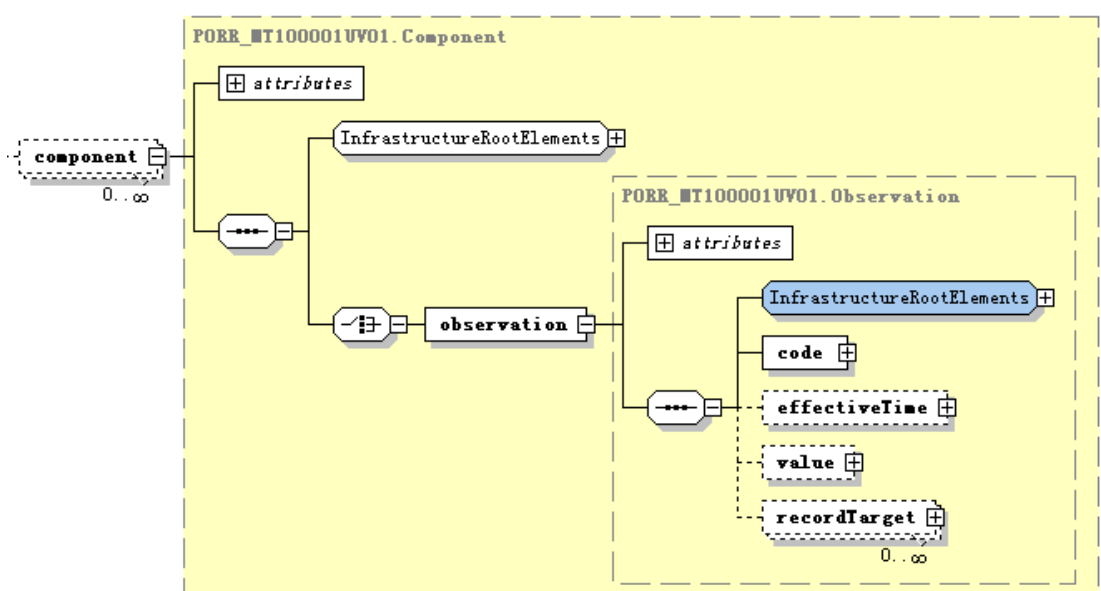 PORR_MT100001UV01.Component
attributes
InfrastructureRootElements
component
0..∞
PORR_MT100001UV01.Observation
attributes
InfrastructureRootElements
observation
code
effectiveTime
value
recordTarget
0..∞